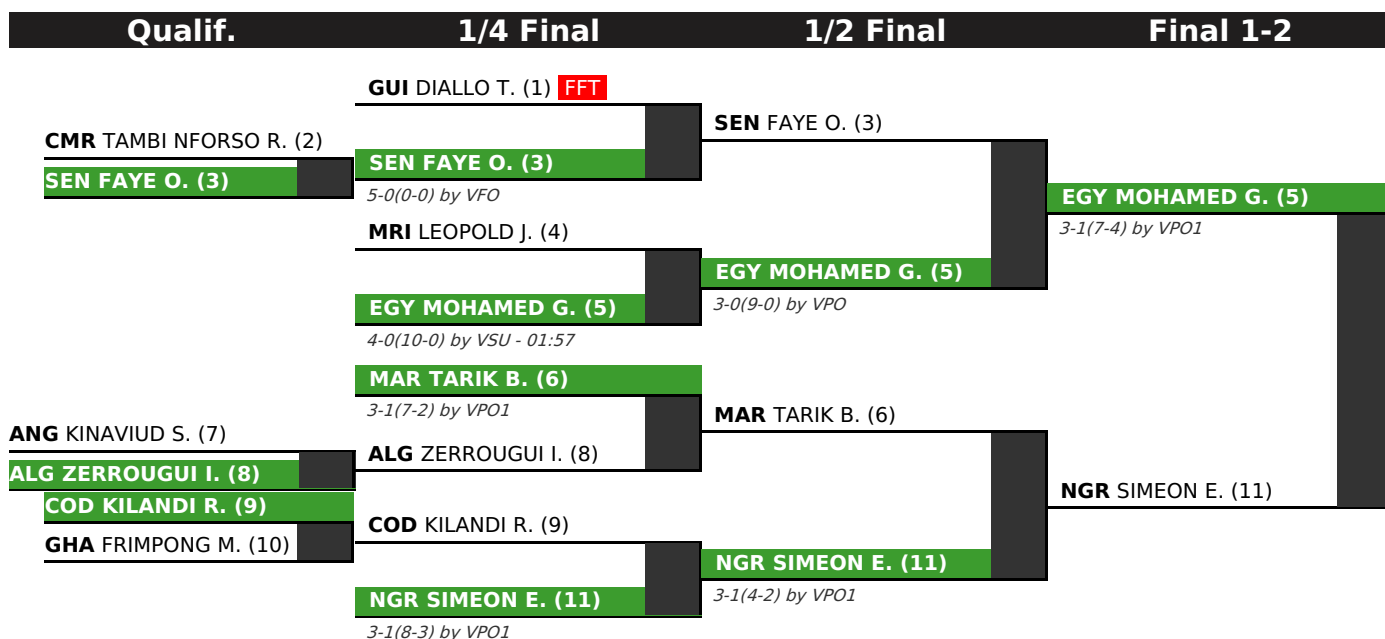 Qualif.
1/4 Final
1/2 Final
Final 1-2
CMR TAMBI NFORSO R. (2)
SEN FAYE O. (3)
ANG KINAVIUD S. (7)
ALG ZERROUGUI I. (8)
COD KILANDI R. (9)
GHA FRIMPONG M. (10)
GUI DIALLO T. (1) FFT
SEN FAYE O. (3)
5-0(0-0) by VFO
MRI LEOPOLD J. (4)
EGY MOHAMED G. (5)
4-0(10-0) by VSU - 01:57
MAR TARIK B. (6)
3-1(7-2) by VPO1
ALG ZERROUGUI I. (8)
COD KILANDI R. (9)
NGR SIMEON E. (11)
3-1(8-3) by VPO1
SEN FAYE O. (3)
EGY MOHAMED G. (5)
3-0(9-0) by VPO
MAR TARIK B. (6)
NGR SIMEON E. (11)
3-1(4-2) by VPO1
EGY MOHAMED G. (5)
3-1(7-4) by VPO1
NGR SIMEON E. (11)